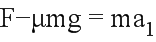 F−μmg = ma₁